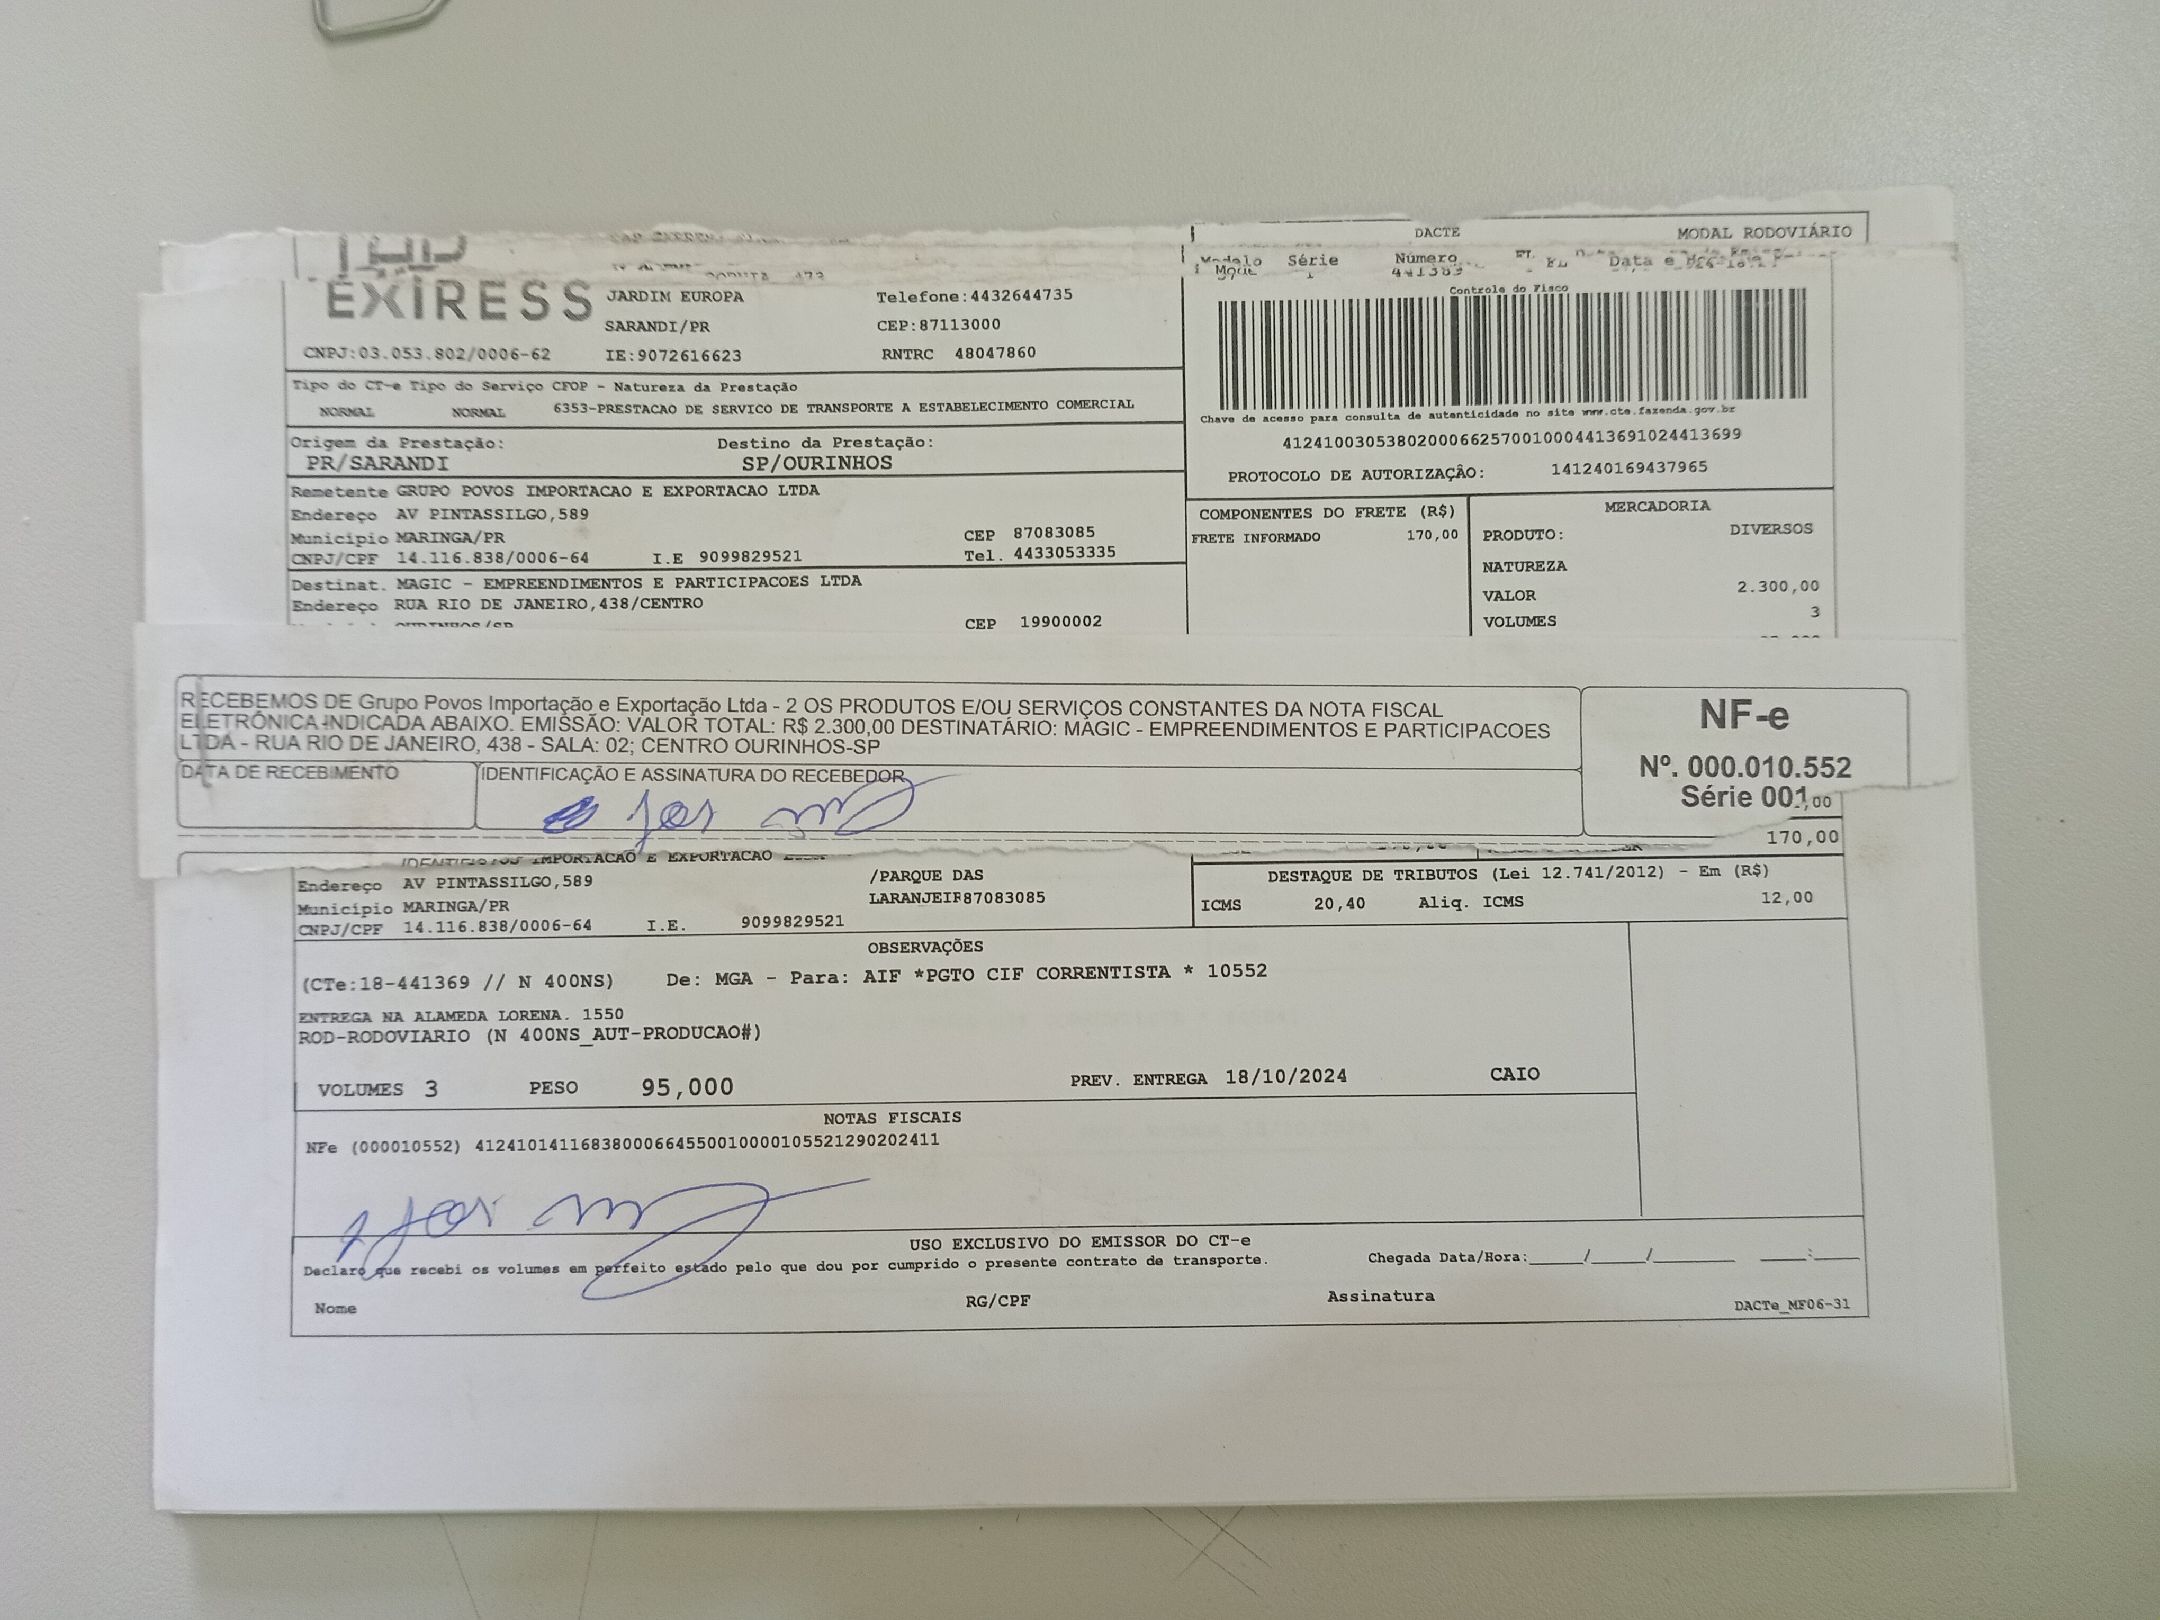 DACTE MODAL RODOVIÁRIO
Modelo Série Número Data e
EXPRESS JARDIM EUROPA Telefone:4432644735
Controle do Fisco
SARANDI/PR CEP:87113000
CNPJ:03.053.802/0006-62 IE:9072616623 RNTRC 48047860
Tipo do CT-e Tipo do Serviço CFOP - Natureza da Prestação
NORMAL NORMAL 6353-PRESTACAO DE SERVICO DE TRANSPORTE A ESTABELECIMENTO COMERCIAL
Chave de acesso para consulta de autenticidade no site www.cte.fazenda.gov.br
41241003053802000662570010004413691024413699
Origem da Prestação: Destino da Prestação:
PR/SARANDI SP/OURINHOS
PROTOCOLO DE AUTORIZAÇÂO: 141240169437965
Remetente GRUPO POVOS IMPORTACAO E EXPORTACAO LTDA
Endereço AV PINTASSILGO,589
Município MARINGA/PR CEP 87083085
CNPJ/CPF 14.116.838/0006-64 I.E 9099829521 Tel. 4433053335
COMPONENTES DO FRETE (R$)
FRETE INFORMADO 170,00
MERCADORIA
PRODUTO: DIVERSOS
NATUREZA
VALOR 2.300,00
VOLUMES 3
Destinat. MAGIC - EMPREENDIMENTOS E PARTICIPACOES LTDA
Endereço RUA RIO DE JANEIRO,438/CENTRO
OURINHOS/SP CEP 19900002
RECEBEMOS DE Grupo Povos Importação e Exportação Ltda - 2 OS PRODUTOS E/OU SERVIÇOS CONSTANTES DA NOTA FISCAL
ELETRÔNICA INDICADA ABAIXO. EMISSÃO: VALOR TOTAL: R$ 2.300,00 DESTINATÁRIO: MAGIC - EMPREENDIMENTOS E PARTICIPACOES
LTDA - RUA RIO DE JANEIRO, 438 - SALA: 02; CENTRO OURINHOS-SP
DATA DE RECEBIMENTO IDENTIFICAÇÃO E ASSINATURA DO RECEBEDOR
NF-e
Nº. 000.010.552
Série 001
,00
170,00
IMPORTACAO E EXPORTACAO
Endereço AV PINTASSILGO,589 /PARQUE DAS
Município MARINGA/PR LARANJEIR87083085
CNPJ/CPF 14.116.838/0006-64 I.E. 9099829521
DESTAQUE DE TRIBUTOS (Lei 12.741/2012) - Em (R$)
ICMS 20,40 Aliq. ICMS 12,00
OBSERVAÇÕES
(CTe:18-441369 // N 400NS) De: MGA - Para: AIF *PGTO CIF CORRENTISTA * 10552
ENTREGA NA ALAMEDA LORENA. 1550
ROD-RODOVIARIO (N 400NS_AUT-PRODUCAO#)
VOLUMES 3 PESO 95,000 PREV. ENTREGA 18/10/2024 CAIO
NOTAS FISCAIS
NFe (000010552) 41241014116838000664550010000105521290202411
USO EXCLUSIVO DO EMISSOR DO CT-e
Declaro que recebi os volumes em perfeito estado pelo que dou por cumprido o presente contrato de transporte. Chegada Data/Hora:_____/_____/________ ____:____
Nome RG/CPF Assinatura DACTe_MF06-31